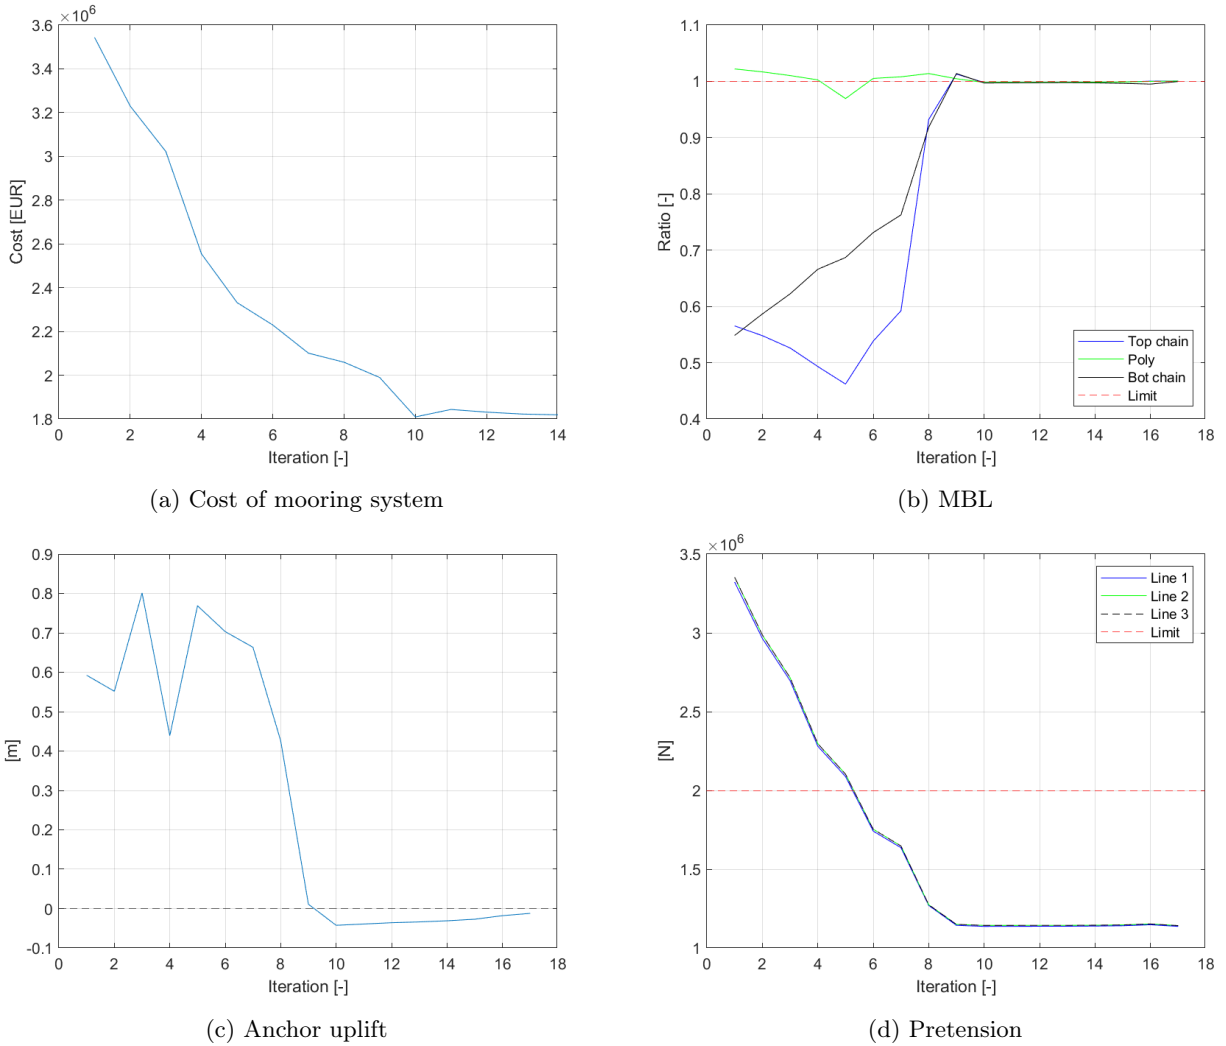 ×10⁶
3.6
3.4
3.2
3
2.8
2.6
2.4
2.2
2
1.8
Cost [EUR]
0 2 4 6 8 10 12 14
Iteration [-]
(a) Cost of mooring system
1.1
1
0.9
0.8
0.7
0.6
0.5
0.4
Ratio [-]
Top chain
Poly
Bot chain
Limit
0 2 4 6 8 10 12 14 16 18
Iteration [-]
(b) MBL
0.9
0.8
0.7
0.6
0.5
0.4
0.3
0.2
0.1
0
-0.1
[m]
0 2 4 6 8 10 12 14 16 18
Iteration [-]
(c) Anchor uplift
×10⁶
3.5
3
2.5
2
1.5
1
[N]
Line 1
Line 2
Line 3
Limit
0 2 4 6 8 10 12 14 16 18
Iteration [-]
(d) Pretension